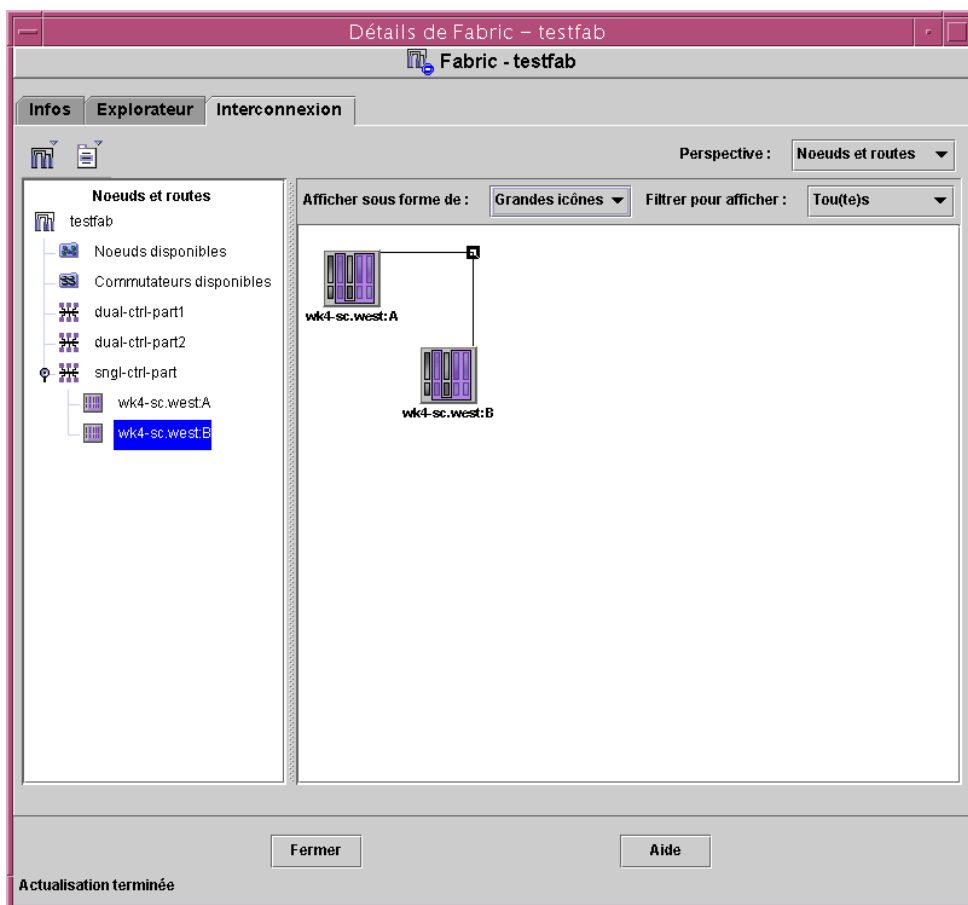 Détails de Fabric – testfab
Fabric - testfab
Infos Explorateur Interconnexion
Perspective : Noeuds et routes
Noeuds et routes
testfab
Noeuds disponibles
Commutateurs disponibles
dual-ctrl-part1
dual-ctrl-part2
sngl-ctrl-part
wk4-sc.west:A
wk4-sc.west:B
Afficher sous forme de : Grandes icônes Filtrer pour afficher : Tou(te)s
wk4-sc.west:A
wk4-sc.west:B
Fermer Aide
Actualisation terminée